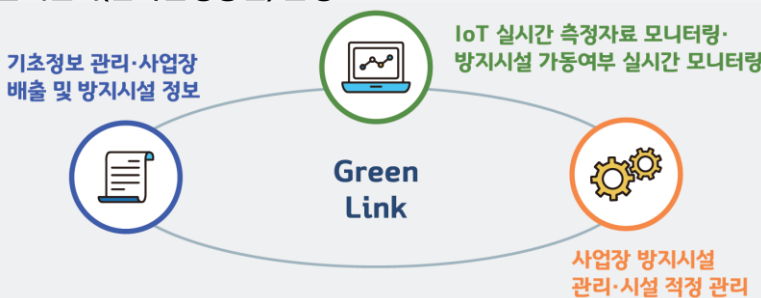 기초정보 관리·사업장
배출 및 방지시설 정보
IoT 실시간 측정자료 모니터링·
방지시설 가동여부 실시간 모니터링
Green
Link
사업장 방지시설
관리·시설 적정 관리